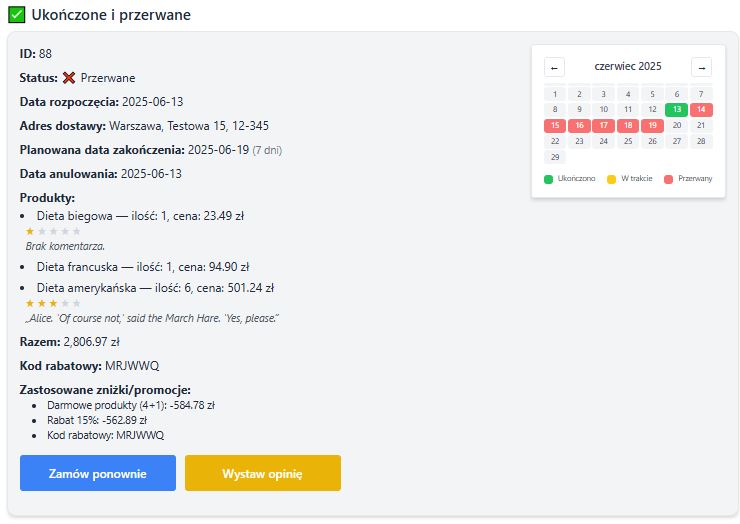 Ukończone i przerwane
ID: 88
Status: ❌ Przerwane
Data rozpoczęcia: 2025-06-13
Adres dostawy: Warszawa, Testowa 15, 12-345
Planowana data zakończenia: 2025-06-19 (7 dni)
Data anulowania: 2025-06-13
Produkty:
• Dieta biegowa — ilość: 1, cena: 23.49 zł
Brak komentarza.
• Dieta francuska — ilość: 1, cena: 94.90 zł
• Dieta amerykańska — ilość: 6, cena: 501.24 zł
„Alice. 'Of course not,' said the March Hare. 'Yes, please.”
Razem: 2,806.97 zł
Kod rabatowy: MRJWWQ
Zastosowane zniżki/promocje:
• Darmowe produkty (4+1): -584.78 zł
• Rabat 15%: -562.89 zł
• Kod rabatowy: MRJWWQ
Zamów ponownie
Wystaw opinię
← czerwiec 2025 →
1 2 3 4 5 6 7
8 9 10 11 12 13 14
15 16 17 18 19 20 21
22 23 24 25 26 27 28
29
Ukończono W trakcie Przerwany